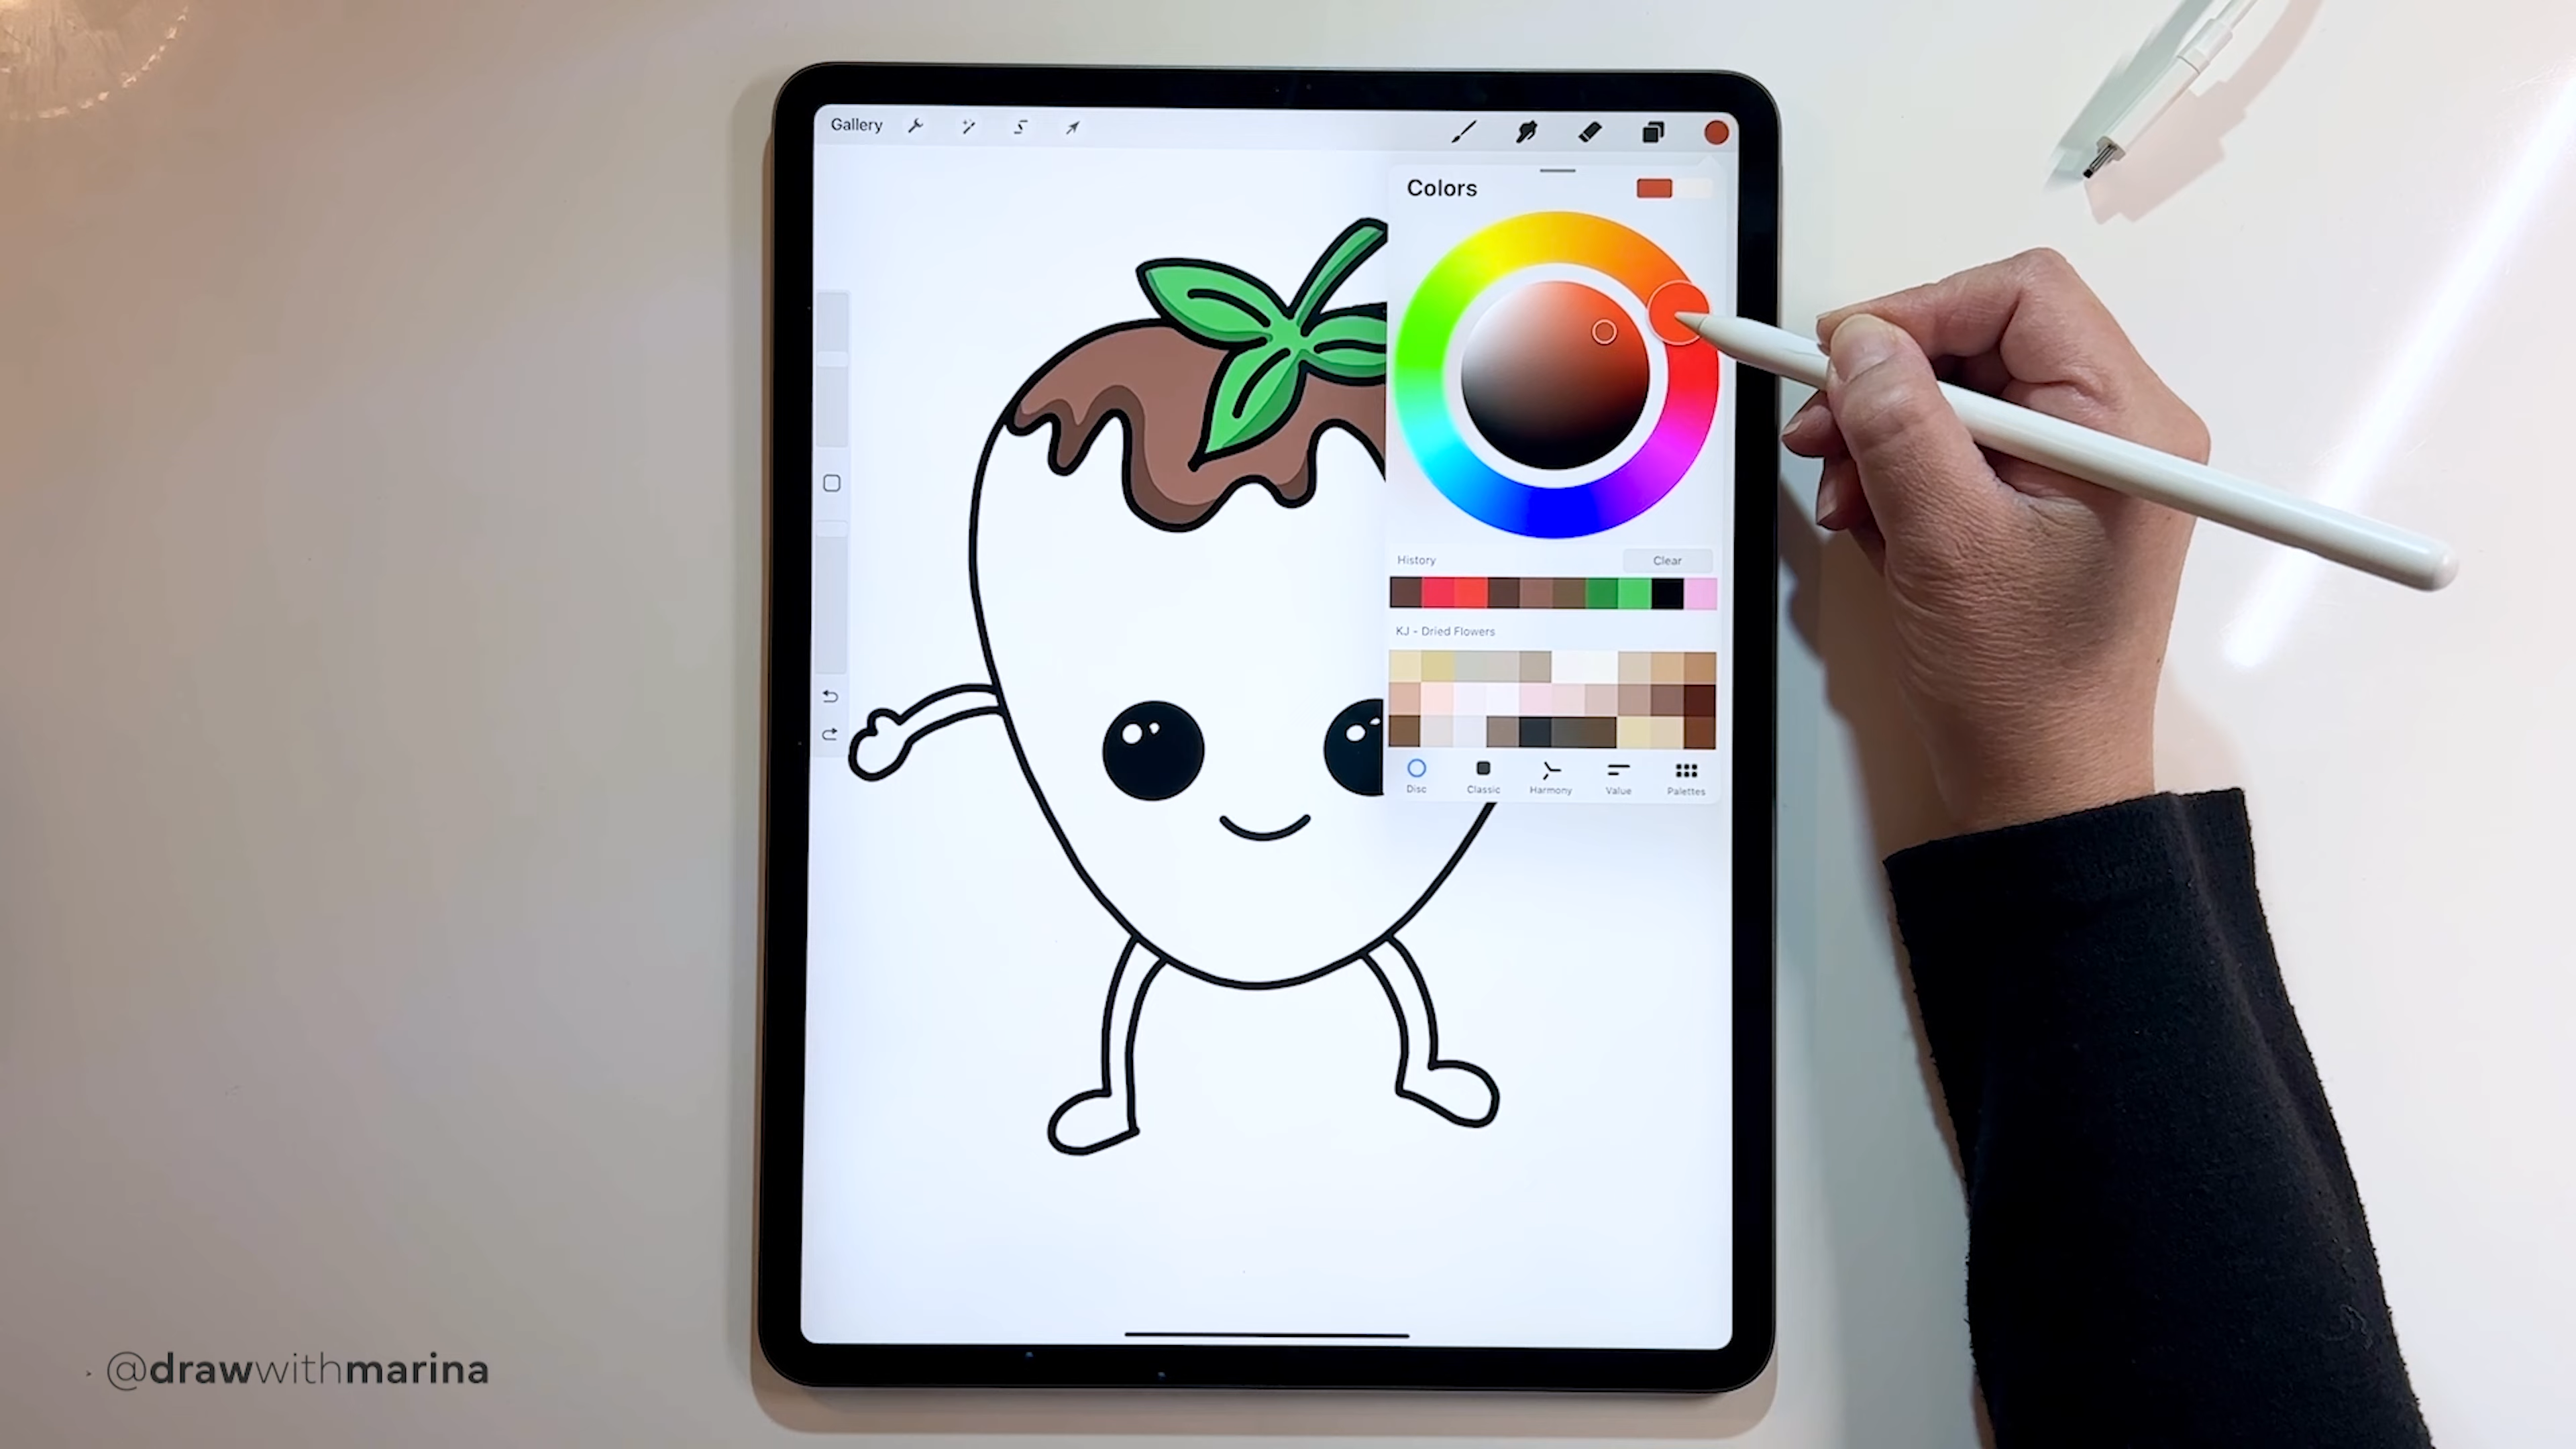 Gallery
Colors
History
Clear
KJ - Dried Flowers
Disc
Classic
Harmony
Value
Palettes
@drawwithmarina